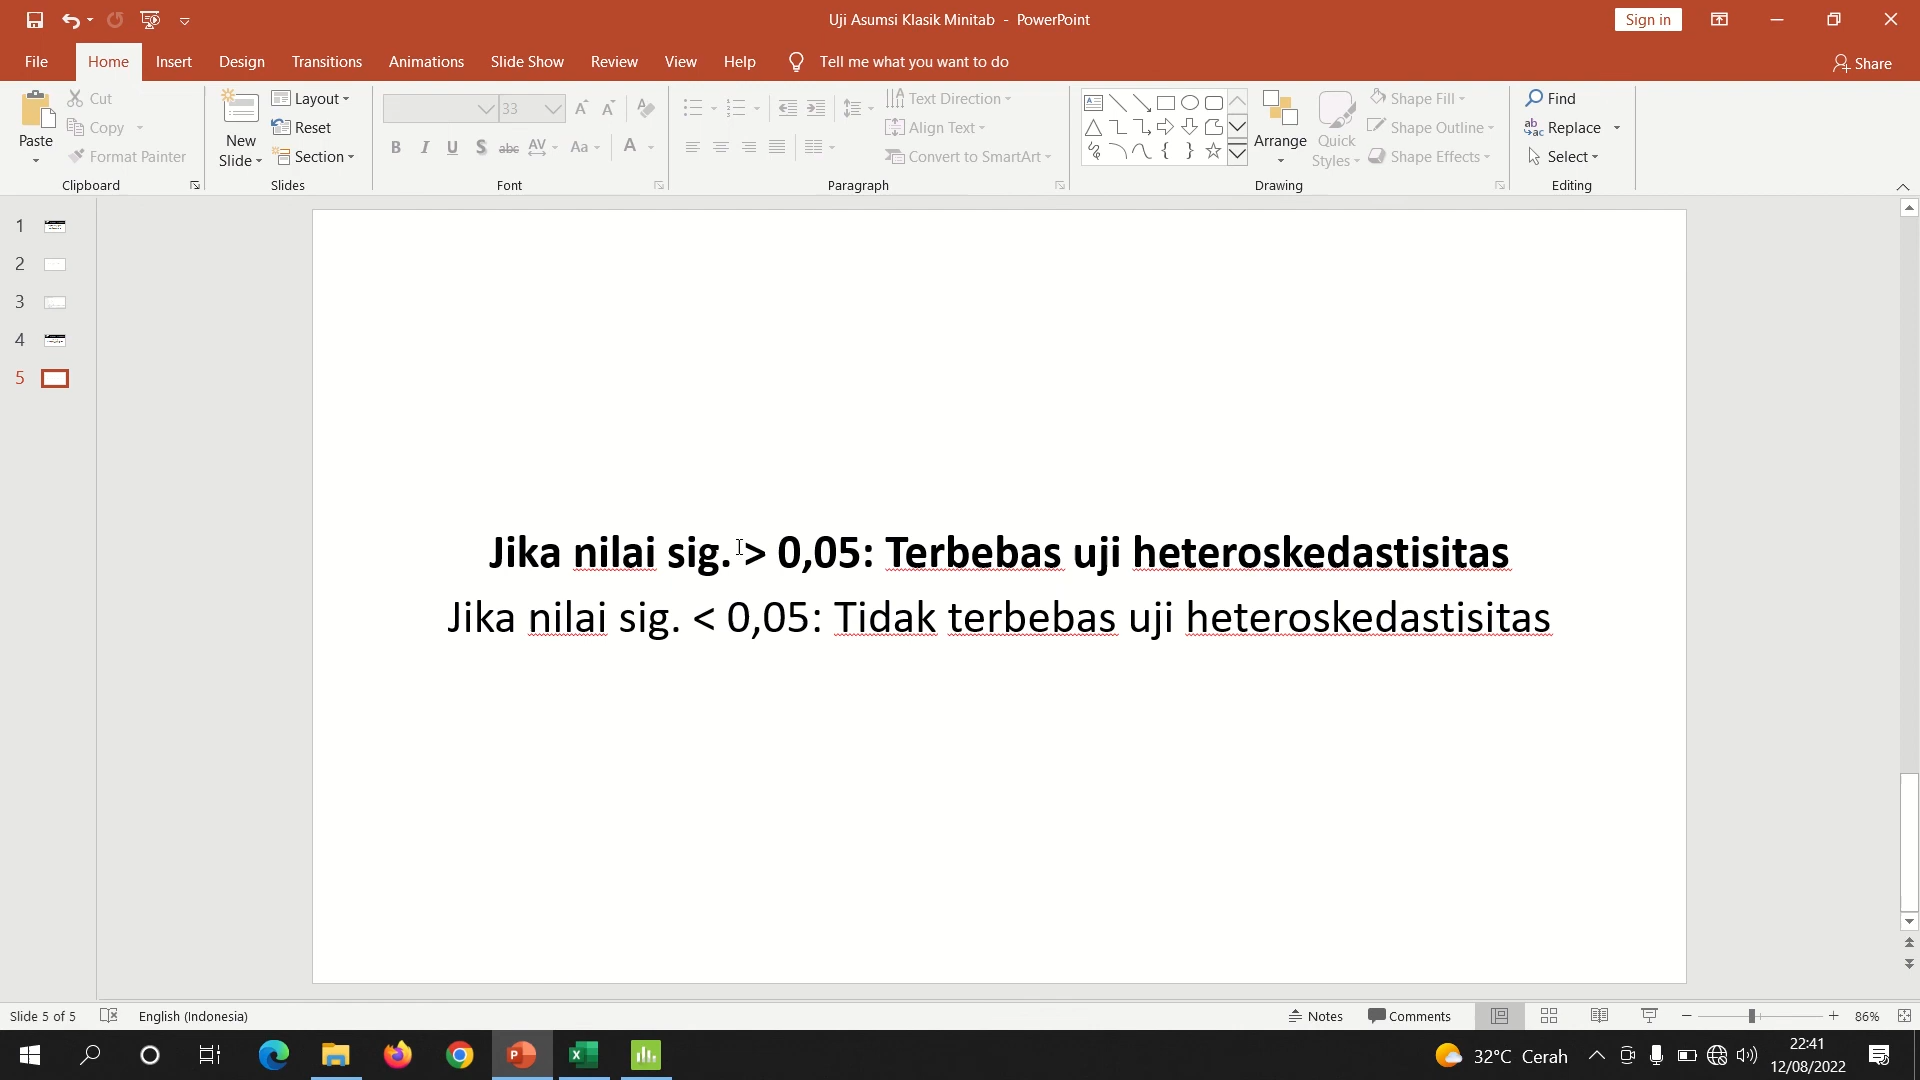 Uji Asumsi Klasik Minitab - PowerPoint
Sign in
File
Home
Insert
Design
Transitions
Animations
Slide Show
Review
View
Help
Tell me what you want to do
Share
Paste
Cut
Copy
Format Painter
Clipboard
New Slide
Layout
Reset
Section
Slides
33
B I U S abc AV Aa A
Font
Text Direction
Align Text
Convert to SmartArt
Paragraph
Arrange
Quick Styles
Shape Fill
Shape Outline
Shape Effects
Drawing
Find
Replace
Select
Editing
1
2
3
4
5
Jika nilai sig. > 0,05: Terbebas uji heteroskedastisitas
Jika nilai sig. < 0,05: Tidak terbebas uji heteroskedastisitas
Slide 5 of 5
English (Indonesia)
Notes
Comments
86%
32°C Cerah
22:41
12/08/2022